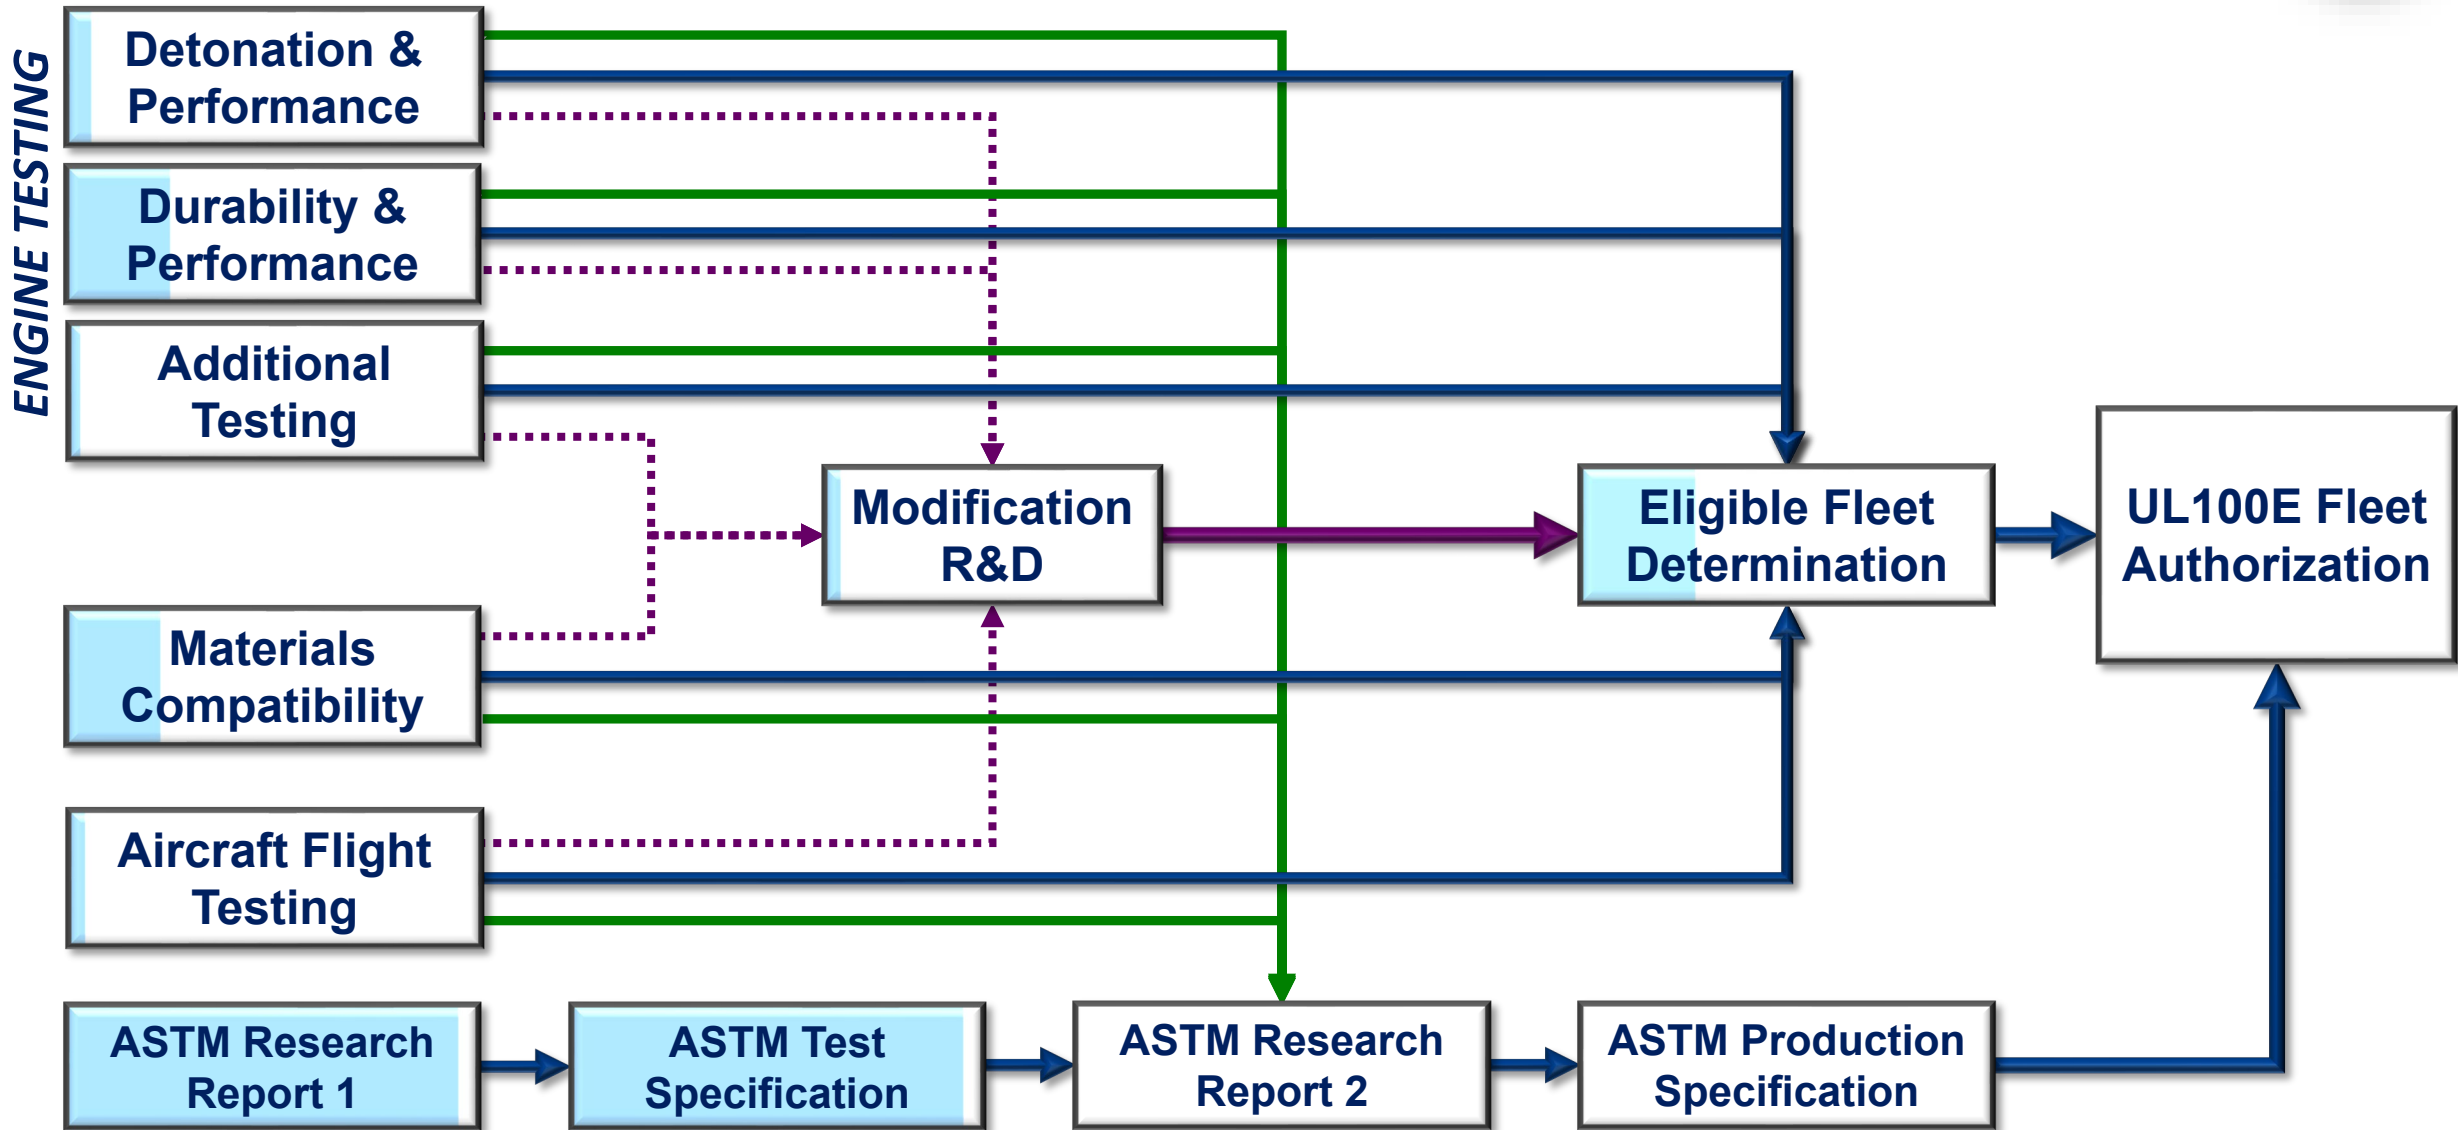 ENGINE TESTING
Detonation &
Performance
Durability &
Performance
Additional
Testing
Modification
R&D
Eligible Fleet
Determination
UL100E Fleet
Authorization
Materials
Compatibility
Aircraft Flight
Testing
ASTM Research
Report 1
ASTM Test
Specification
ASTM Research
Report 2
ASTM Production
Specification